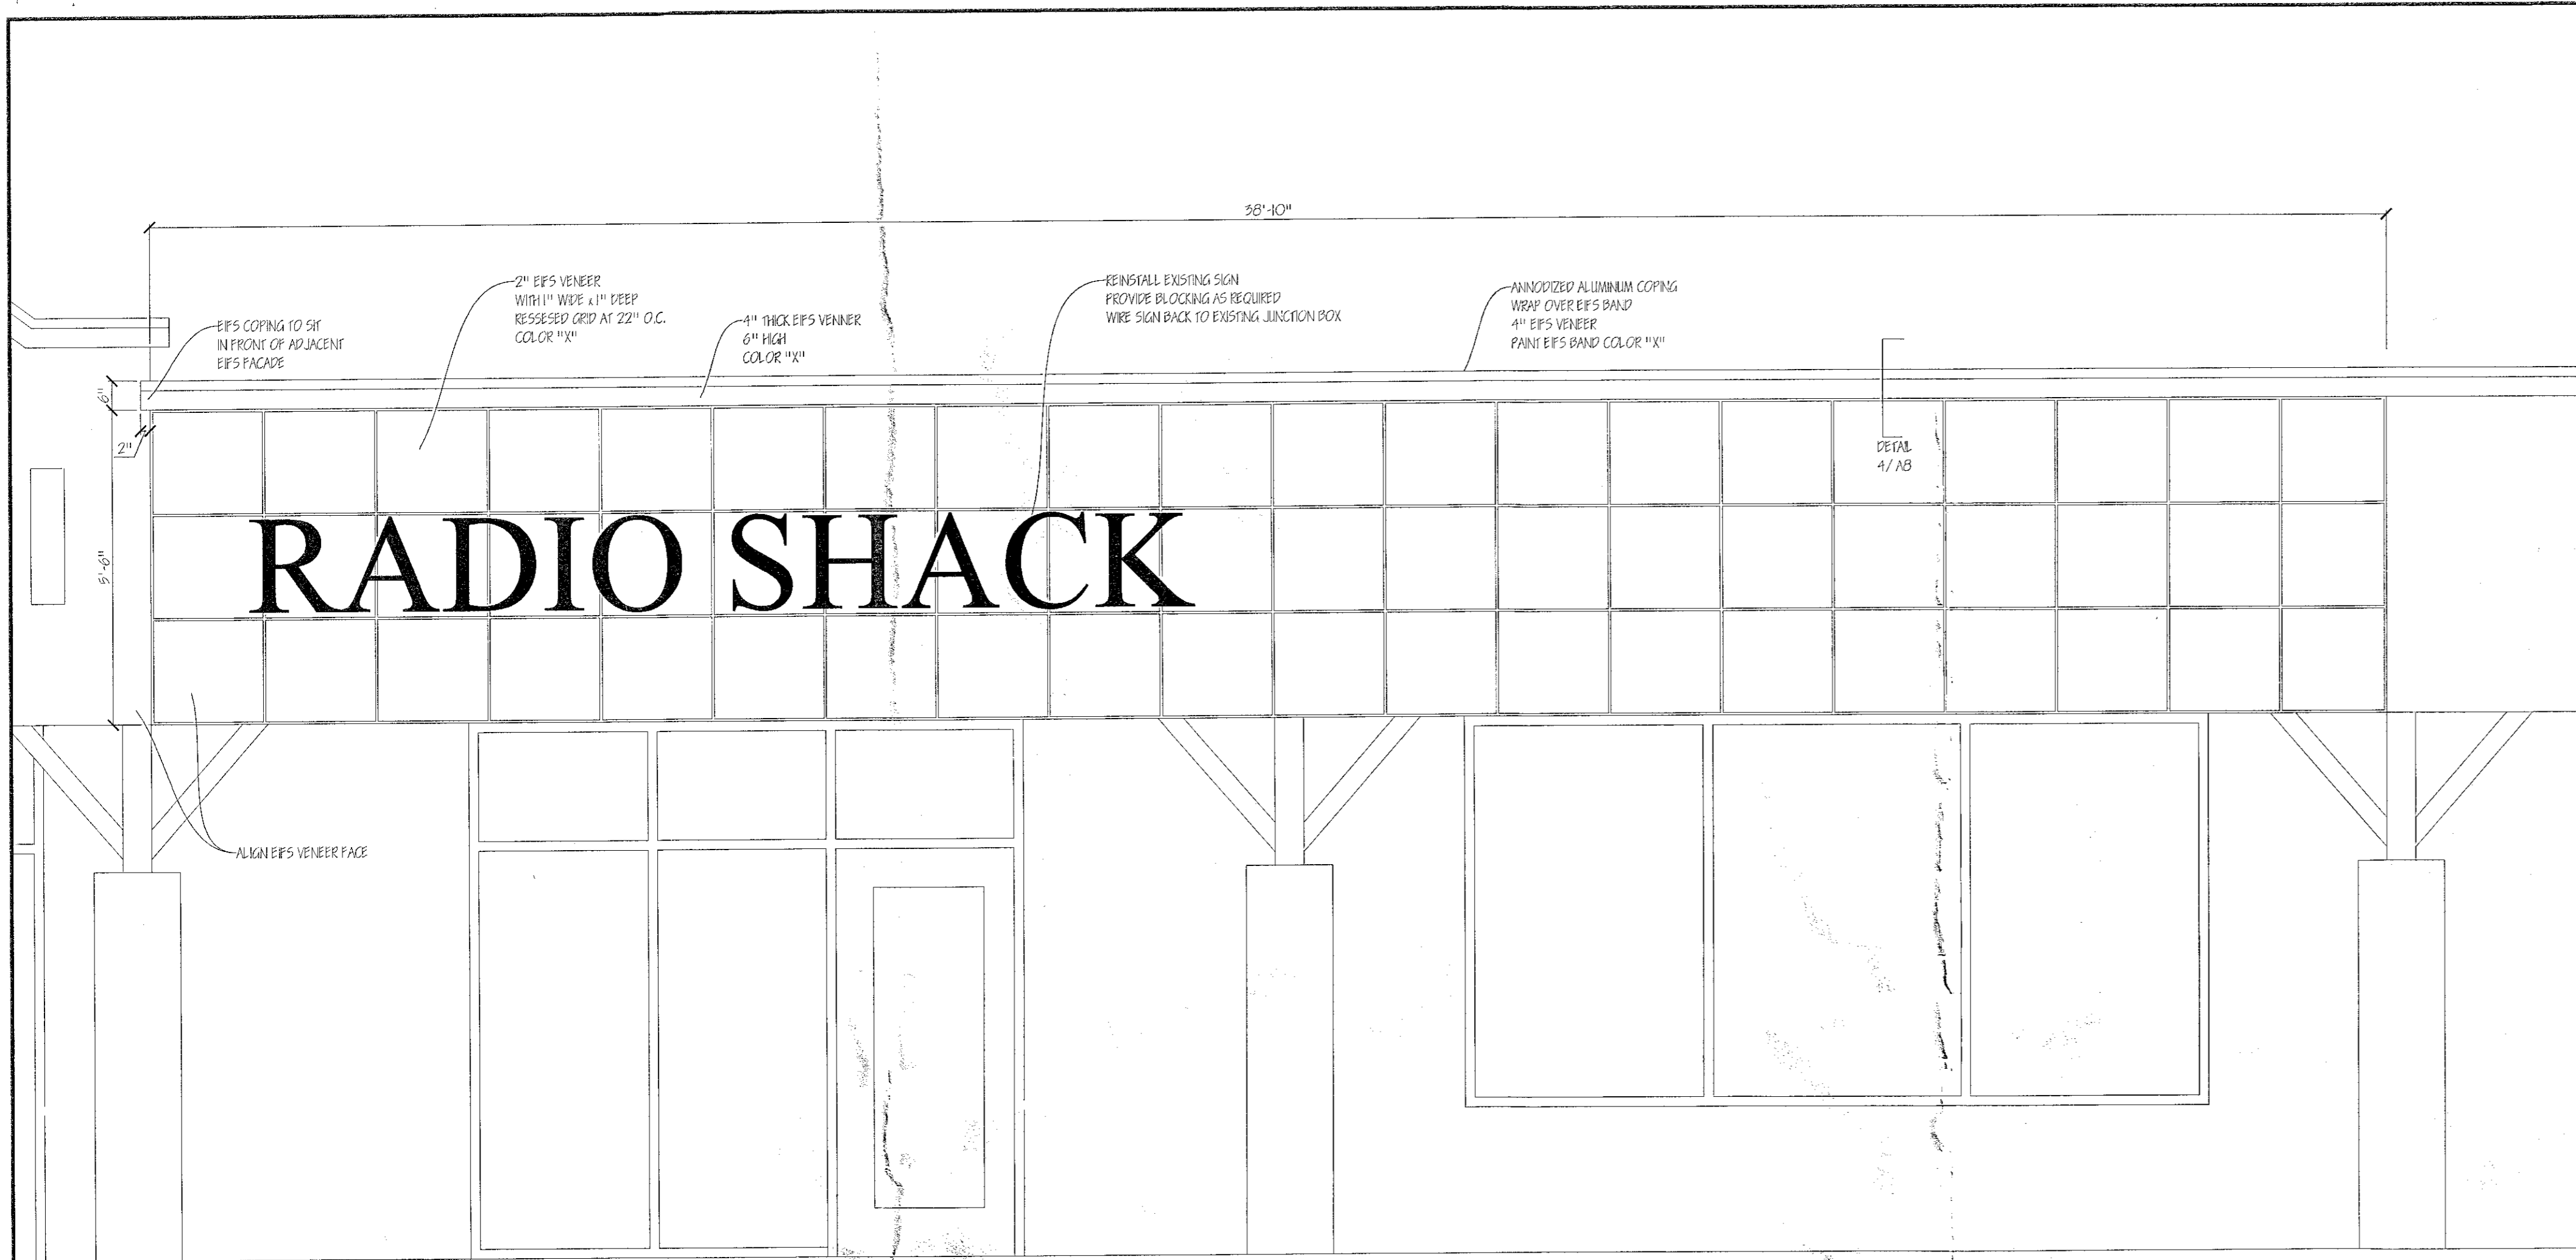 38'-10"
2" EIFS VENEER
WITH 1" WIDE x 1" DEEP
RESSESED GRID AT 22" O.C.
COLOR "X"
REINSTALL EXISTING SIGN
PROVIDE BLOCKING AS REQUIRED
WIRE SIGN BACK TO EXISTING JUNCTION BOX
ANNODIZED ALUMINUM COPING
WRAP OVER EIFS BAND
4" EIFS VENEER
PAINT EIFS BAND COLOR "X"
EIFS COPING TO SIT
IN FRONT OF ADJACENT
EIFS FACADE
4" THICK EIFS VENNER
6" HIGH
COLOR "X"
6"
2"
DETAIL
4/ A8
5'-6"
RADIO SHACK
ALIGN EIFS VENEER FACE